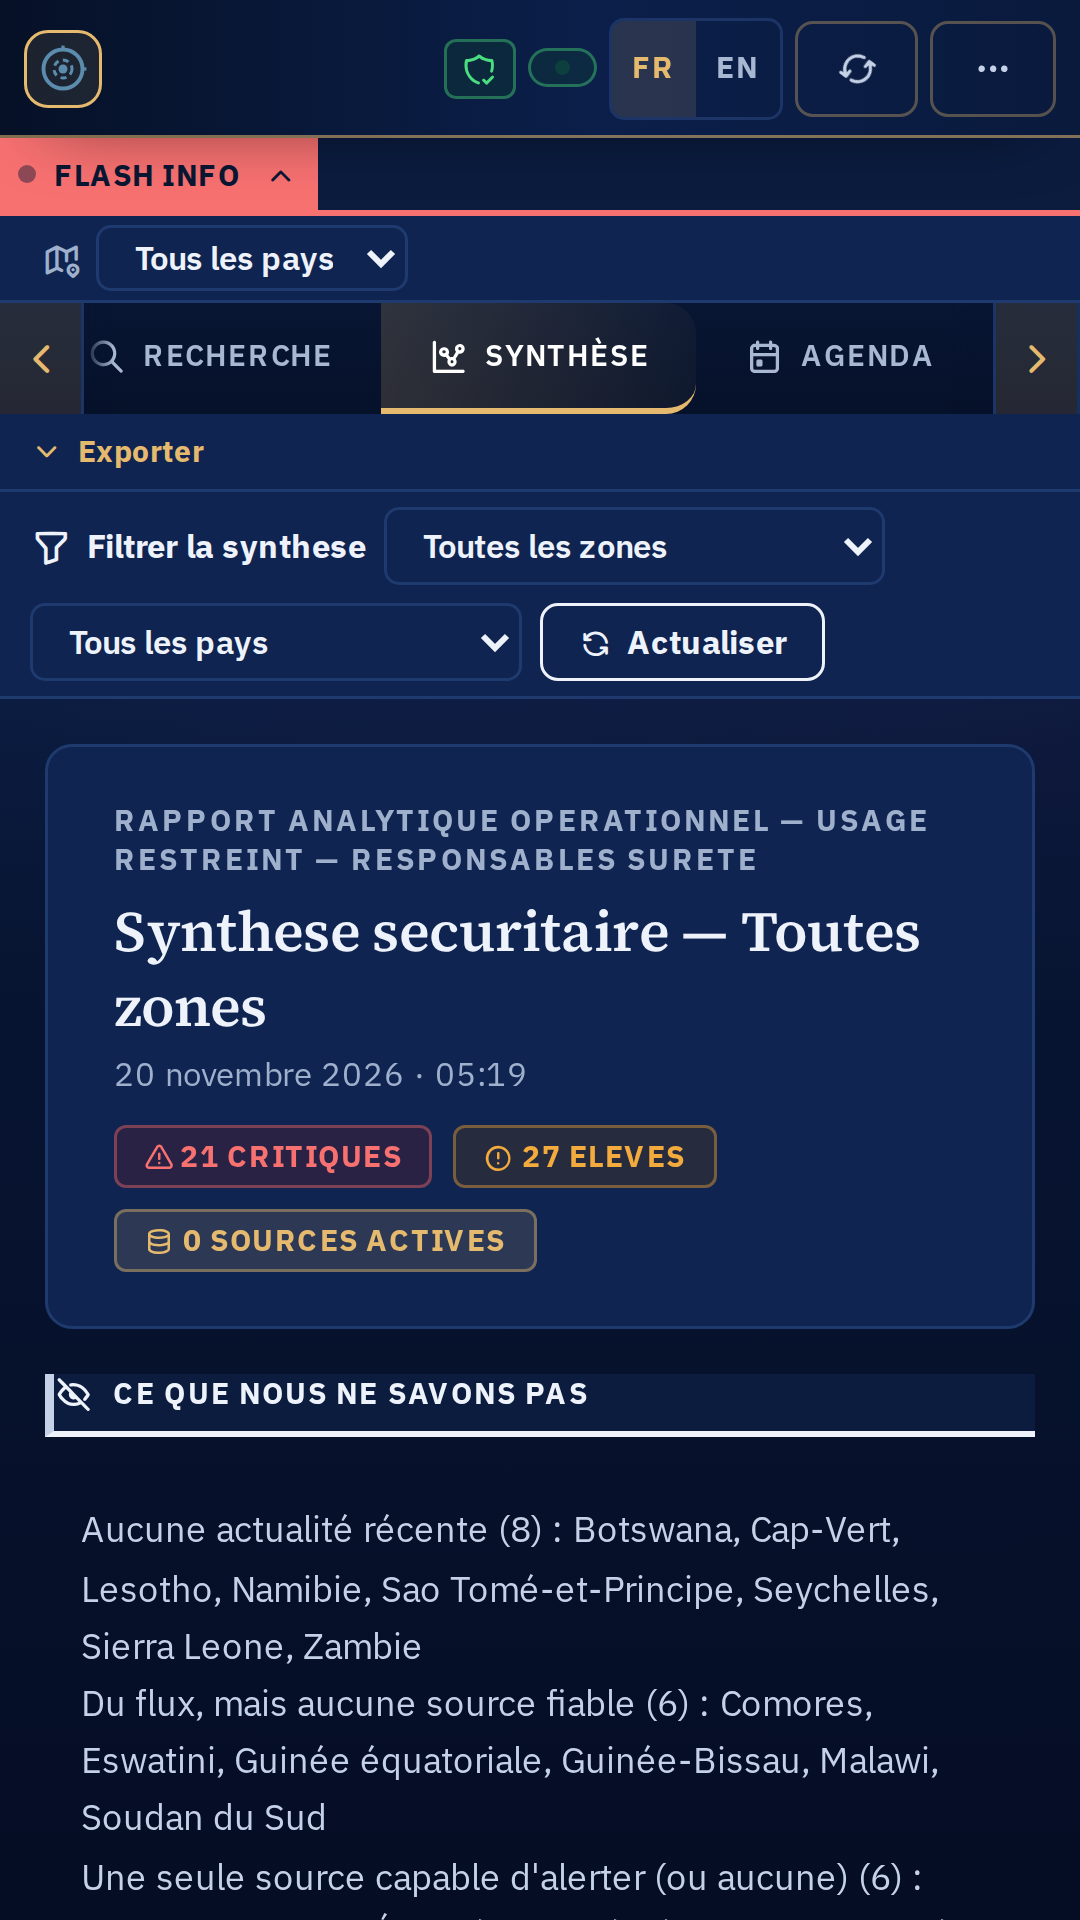 FR EN
FLASH INFO
Tous les pays
RECHERCHE SYNTHÈSE AGENDA
Exporter
Filtrer la synthese Toutes les zones
Tous les pays Actualiser
RAPPORT ANALYTIQUE OPERATIONNEL — USAGE
RESTREINT — RESPONSABLES SURETE
Synthese securitaire — Toutes
zones
20 novembre 2026 · 05:19
21 CRITIQUES 27 ELEVES
0 SOURCES ACTIVES
CE QUE NOUS NE SAVONS PAS
Aucune actualité récente (8) : Botswana, Cap-Vert,
Lesotho, Namibie, Sao Tomé-et-Principe, Seychelles,
Sierra Leone, Zambie
Du flux, mais aucune source fiable (6) : Comores,
Eswatini, Guinée équatoriale, Guinée-Bissau, Malawi,
Soudan du Sud
Une seule source capable d'alerter (ou aucune) (6) :